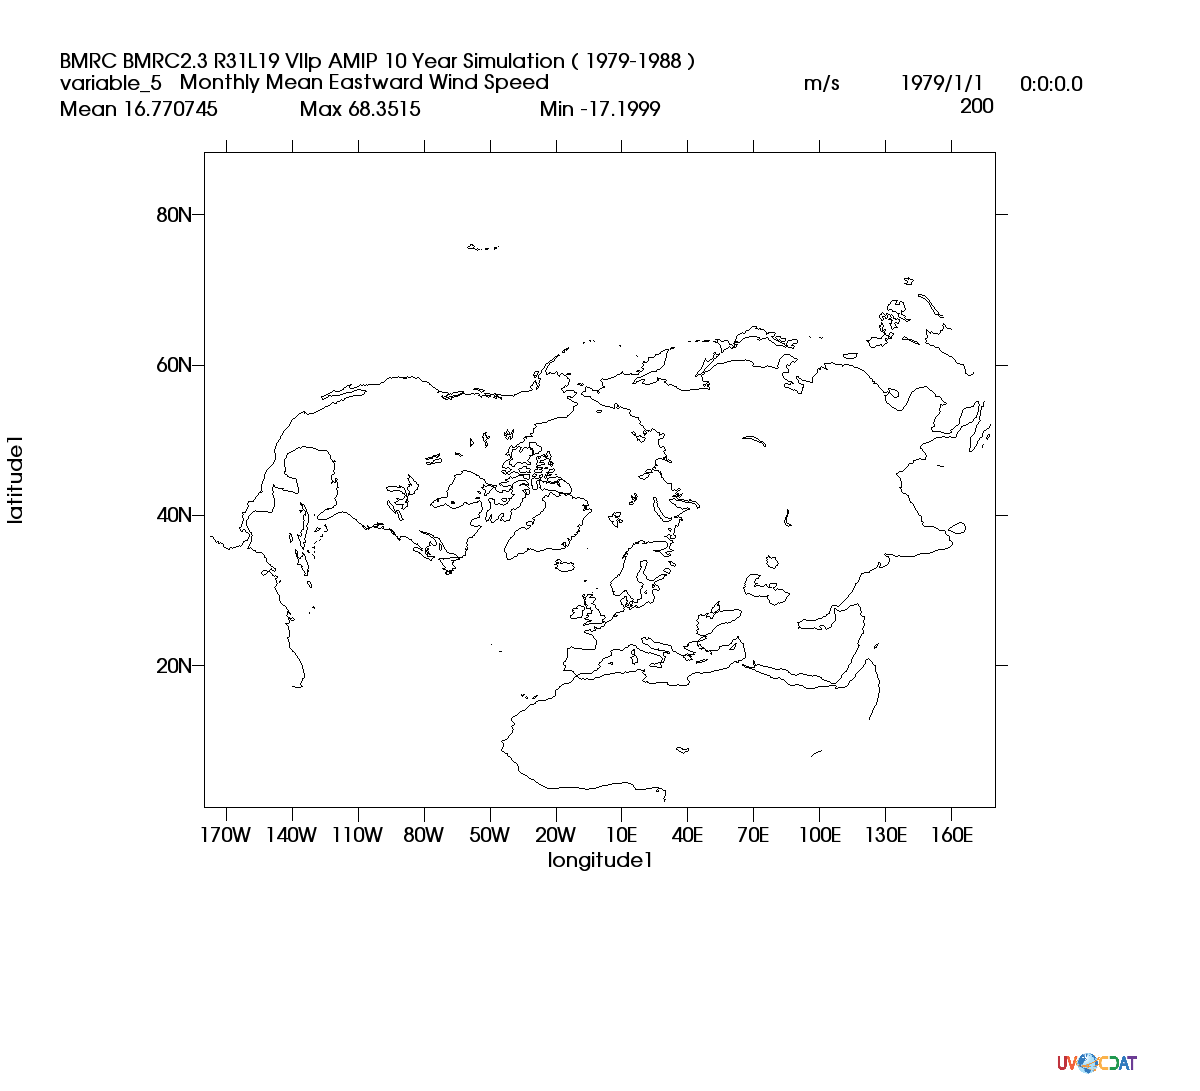 BMRC BMRC2.3 R31L19 VIIp AMIP 10 Year Simulation ( 1979-1988 )
variable_5 Monthly Mean Eastward Wind Speed m/s 1979/1/1 0:0:0.0
Mean 16.770745 Max 68.3515 Min -17.1999 200
80N
60N
40N
20N
latitude1
170W 140W 110W 80W 50W 20W 10E 40E 70E 100E 130E 160E
longitude1
UV CDAT